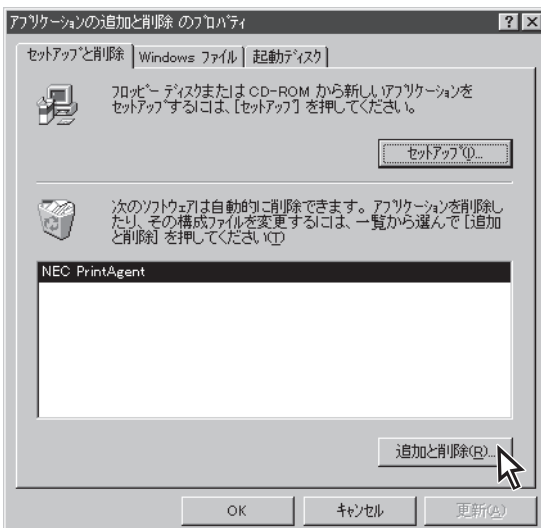 アプリケーションの追加と削除 のプロパティ
セットアップと削除 Windows ファイル 起動ディスク
フロッピー ディスクまたは CD-ROM から新しいアプリケーションを
セットアップするには、[セットアップ] を押してください。
セットアップ(I)...
次のソフトウェアは自動的に削除できます。アプリケーションを削除し
たり、その構成ファイルを変更するには、一覧から選んで [追加
と削除] を押してください(T)
NEC PrintAgent
追加と削除(R)...
OK キャンセル 更新(A)